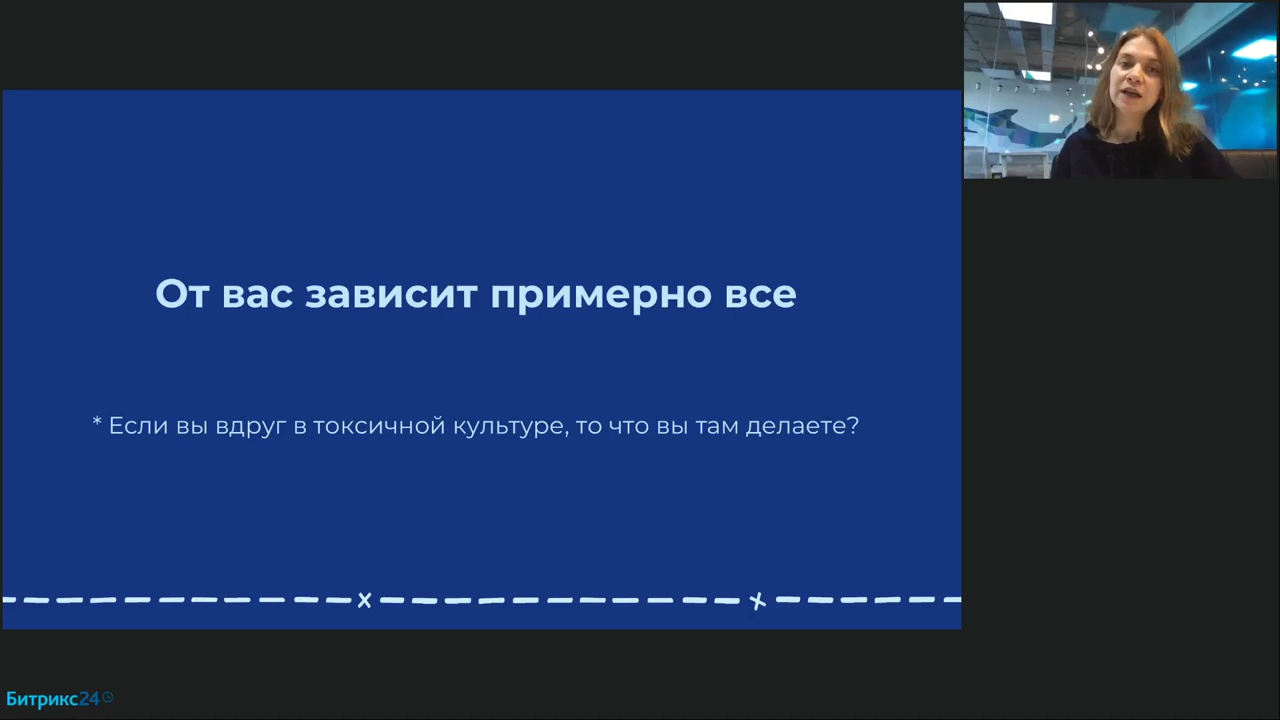 От вас зависит примерно все
* Если вы вдруг в токсичной культуре, то что вы там делаете?
Битрикс24